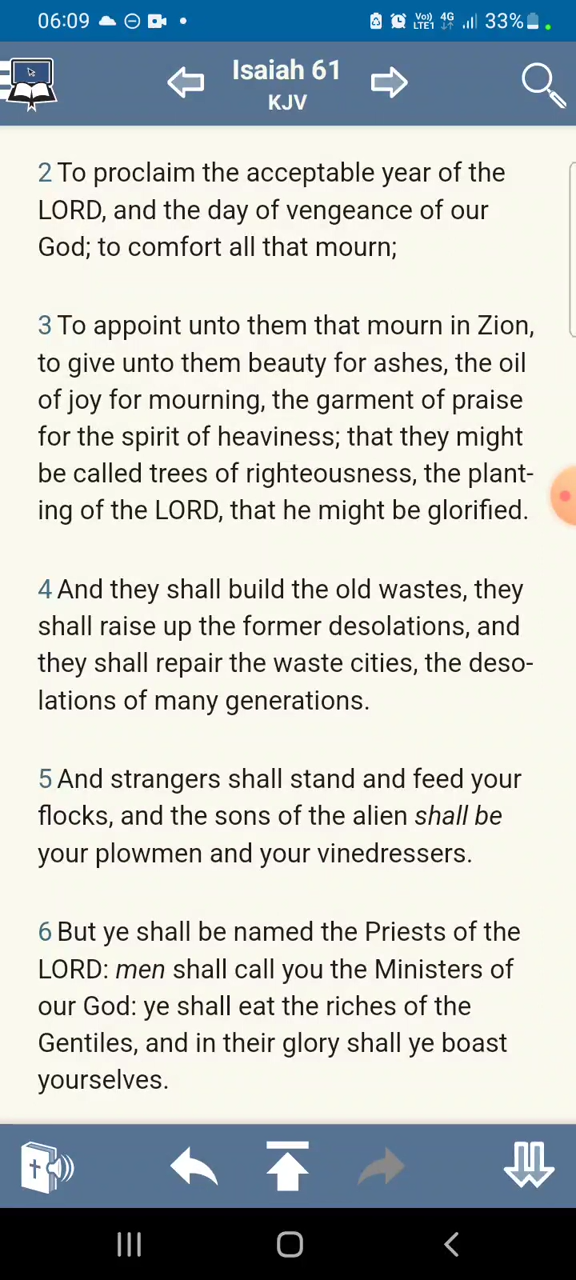 06:09
Vo)) 4G 33%
LTE1
Isaiah 61
KJV
2 To proclaim the acceptable year of the
LORD, and the day of vengeance of our
God; to comfort all that mourn;
3 To appoint unto them that mourn in Zion,
to give unto them beauty for ashes, the oil
of joy for mourning, the garment of praise
for the spirit of heaviness; that they might
be called trees of righteousness, the plant-
ing of the LORD, that he might be glorified.
4 And they shall build the old wastes, they
shall raise up the former desolations, and
they shall repair the waste cities, the deso-
lations of many generations.
5 And strangers shall stand and feed your
flocks, and the sons of the alien shall be
your plowmen and your vinedressers.
6 But ye shall be named the Priests of the
LORD: men shall call you the Ministers of
our God: ye shall eat the riches of the
Gentiles, and in their glory shall ye boast
yourselves.